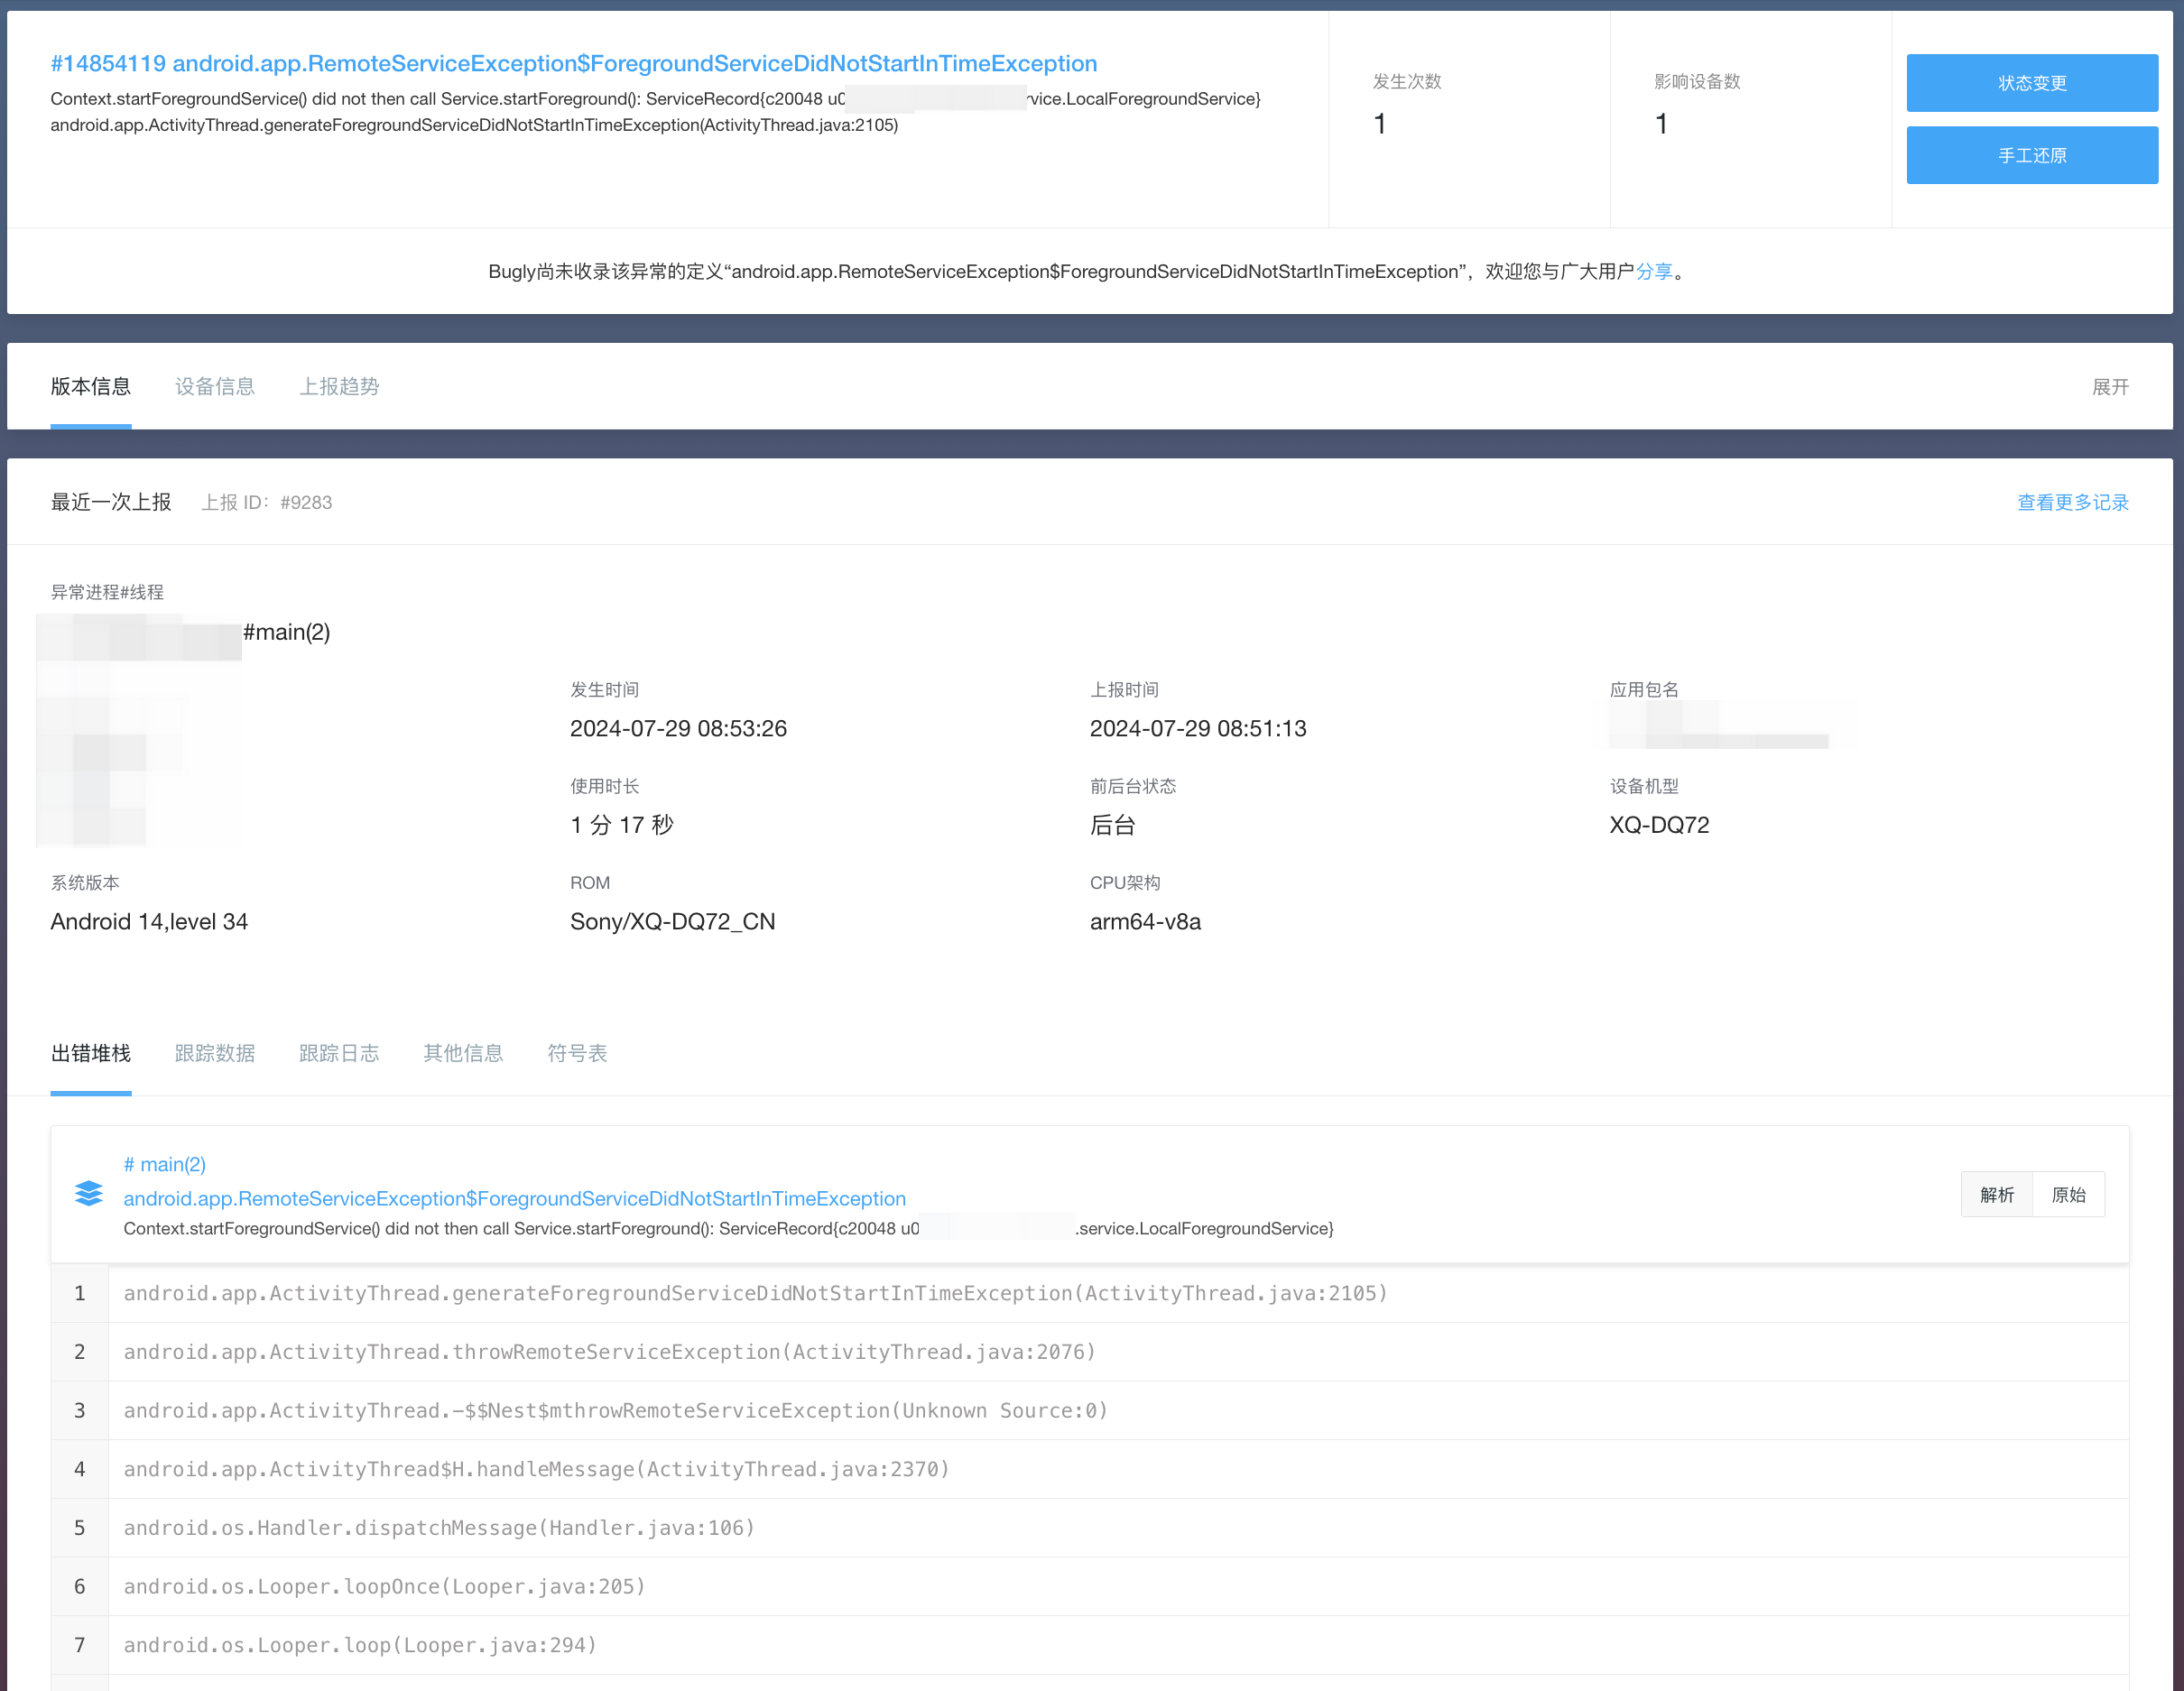 #14854119 android.app.RemoteServiceException$ForegroundServiceDidNotStartInTimeException
Context.startForegroundService() did not then call Service.startForeground(): ServiceRecord{c20048 u0 vice.LocalForegroundService}
android.app.ActivityThread.generateForegroundServiceDidNotStartInTimeException(ActivityThread.java:2105)
发生次数
1
影响设备数
1
状态变更
手工还原
Bugly尚未收录该异常的定义“android.app.RemoteServiceException$ForegroundServiceDidNotStartInTimeException”，欢迎您与广大用户分享。
版本信息 设备信息 上报趋势 展开
最近一次上报 上报 ID： #9283 查看更多记录
异常进程#线程
#main(2)
发生时间 上报时间 应用包名
2024-07-29 08:53:26 2024-07-29 08:51:13
使用时长 前后台状态 设备机型
1 分 17 秒 后台 XQ-DQ72
系统版本 ROM CPU架构
Android 14,level 34 Sony/XQ-DQ72_CN arm64-v8a
出错堆栈 跟踪数据 跟踪日志 其他信息 符号表
# main(2)
android.app.RemoteServiceException$ForegroundServiceDidNotStartInTimeException
Context.startForegroundService() did not then call Service.startForeground(): ServiceRecord{c20048 u0 .service.LocalForegroundService}
解析 原始
1 android.app.ActivityThread.generateForegroundServiceDidNotStartInTimeException(ActivityThread.java:2105)
2 android.app.ActivityThread.throwRemoteServiceException(ActivityThread.java:2076)
3 android.app.ActivityThread.-$$Nest$mthrowRemoteServiceException(Unknown Source:0)
4 android.app.ActivityThread$H.handleMessage(ActivityThread.java:2370)
5 android.os.Handler.dispatchMessage(Handler.java:106)
6 android.os.Looper.loopOnce(Looper.java:205)
7 android.os.Looper.loop(Looper.java:294)